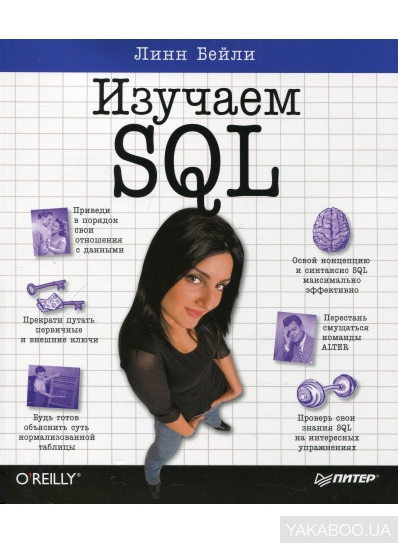 Линн Бейли
Изучаем
SQL
Приведи
в порядок
свои
отношения
с данными
Прекрати путать
первичные
и внешние ключи
Будь готов
объяснить суть
нормализованной
таблицы
Освой концепцию
и синтаксис SQL
максимально
эффективно
Перестань
смущаться
команды
ALTER
Проверь свои
знания SQL
на интересных
упражнениях
O'REILLY®
ПИТЕР®
YAKABOO.UA